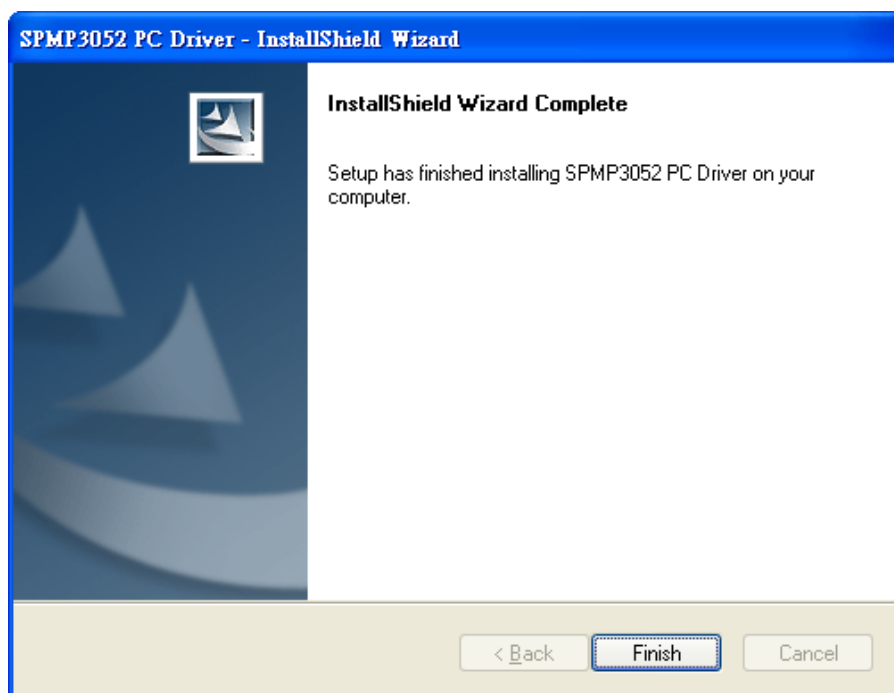 SPMP3052 PC Driver - InstallShield Wizard
InstallShield Wizard Complete
Setup has finished installing SPMP3052 PC Driver on your
computer.
< Back
Finish
Cancel